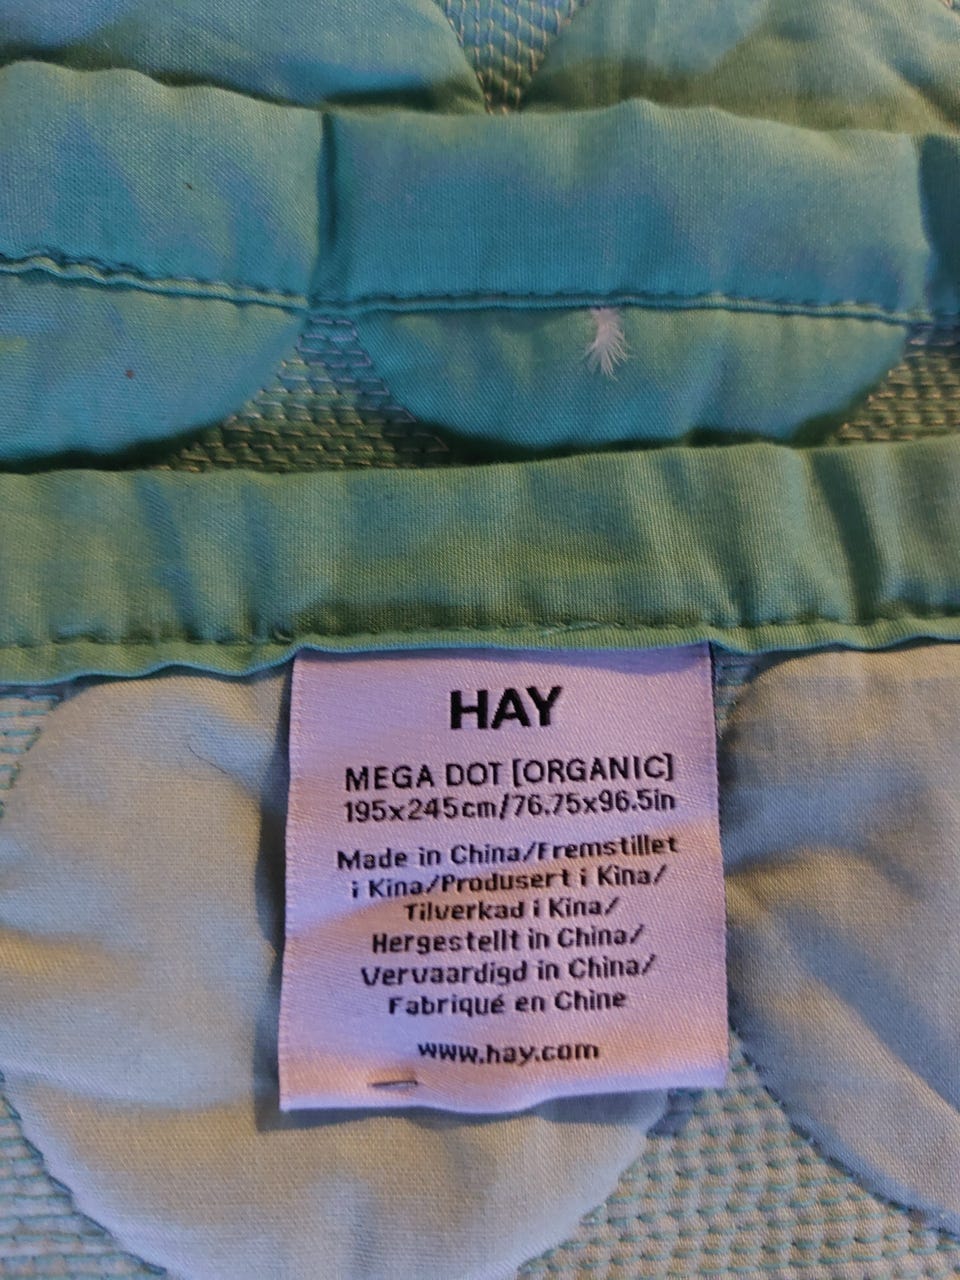 HAY
MEGA DOT [ORGANIC]
195x245cm/76.75x96.5in
Made in China/Fremstillet
i Kina/Produsert i Kina/
Tilverkad i Kina/
Hergestellt in China/
Vervaardigd in China/
Fabriqué en Chine
www.hay.com